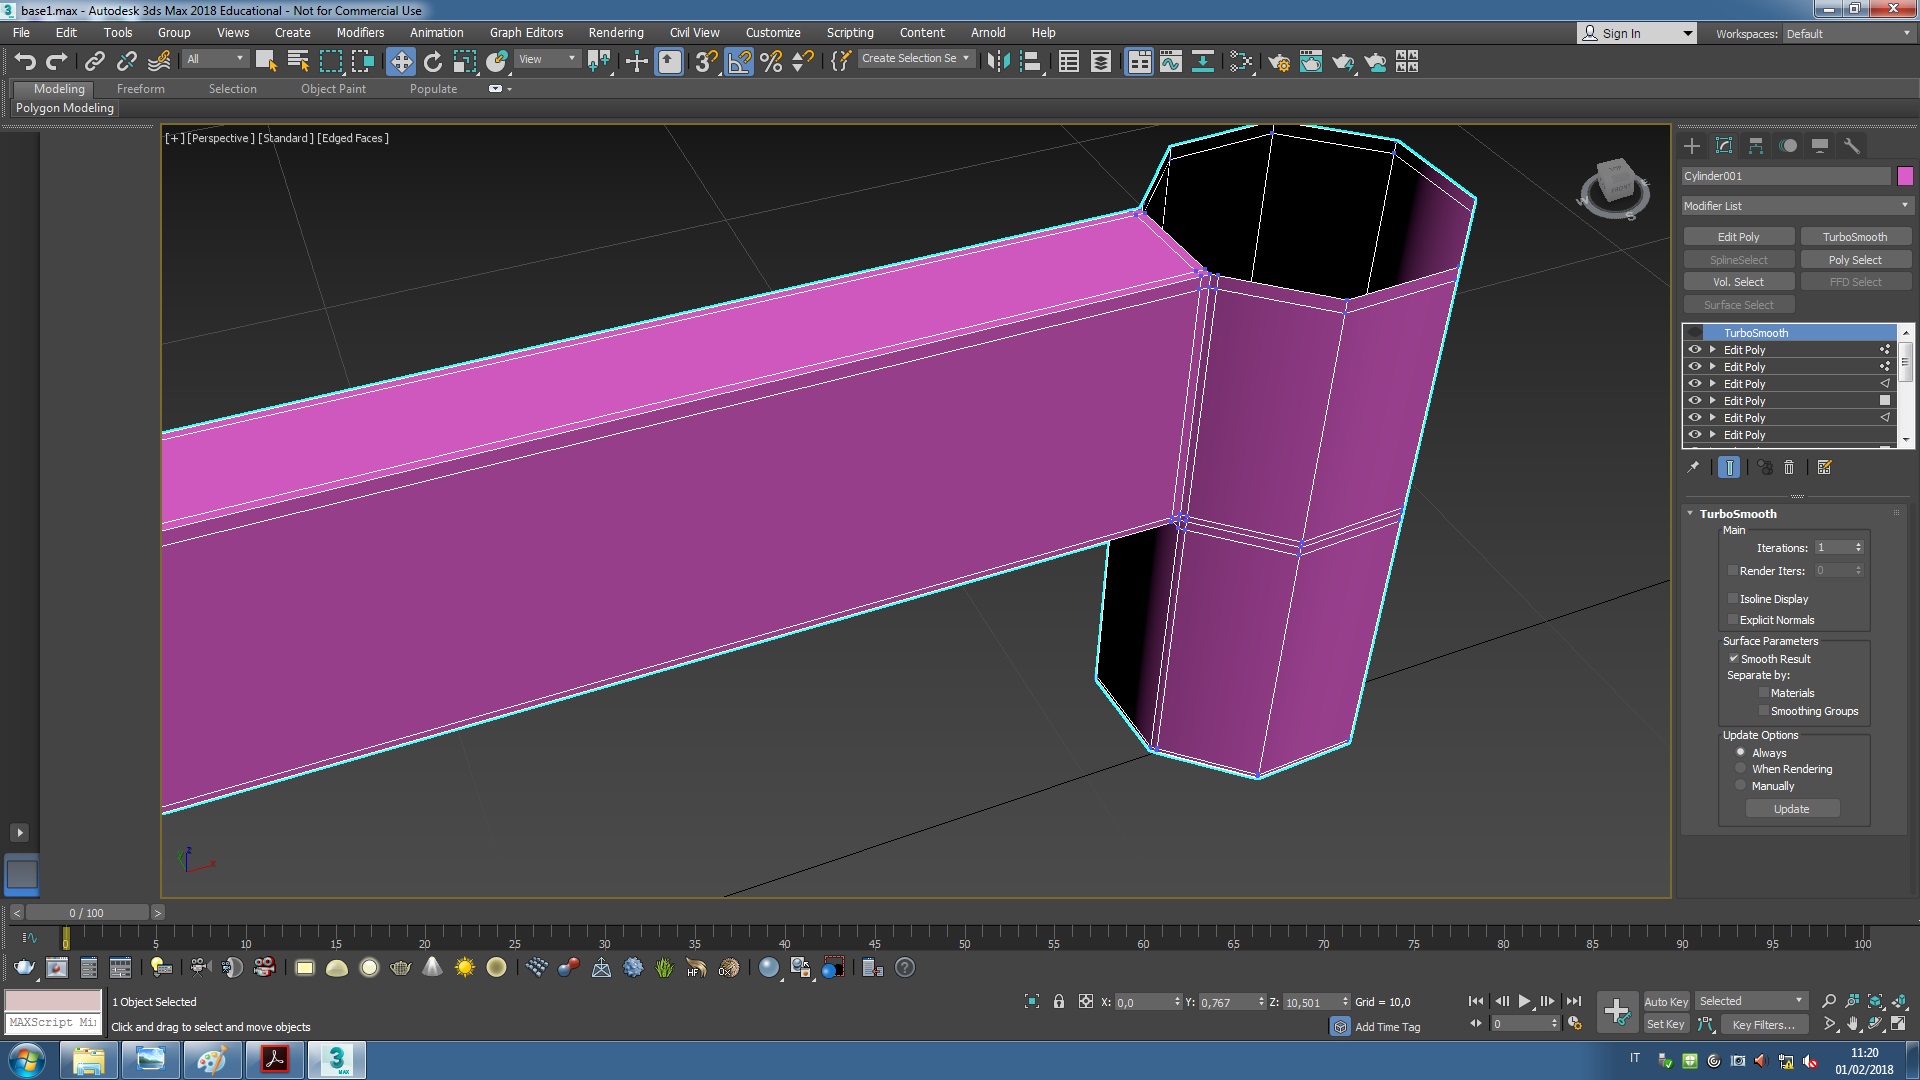 base1.max - Autodesk 3ds Max 2018 Educational - Not for Commercial Use
File Edit Tools Group Views Create Modifiers Animation Graph Editors Rendering Civil View Customize Scripting Content Arnold Help
Sign In Workspaces: Default
All View Create Selection Se
Modeling Freeform Selection Object Paint Populate
Polygon Modeling
[+] [Perspective] [Standard] [Edged Faces]
Cylinder001
Modifier List
Edit Poly TurboSmooth
SplineSelect Poly Select
Vol. Select FFD Select
Surface Select
TurboSmooth
Edit Poly
Edit Poly
Edit Poly
Edit Poly
Edit Poly
Edit Poly
TurboSmooth
Main
Iterations: 1
Render Iters: 0
Isoline Display
Explicit Normals
Surface Parameters
Smooth Result
Separate by:
Materials
Smoothing Groups
Update Options
Always
When Rendering
Manually
Update
0 / 100
0 5 10 15 20 25 30 35 40 45 50 55 60 65 70 75 80 85 90 95 100
1 Object Selected
X: 0,0 Y: 0,767 Z: 10,501 Grid = 10,0
Auto Key Selected
MAXScript Mi
Click and drag to select and move objects
Add Time Tag
0
Set Key Key Filters...
IT
11:20
01/02/2018